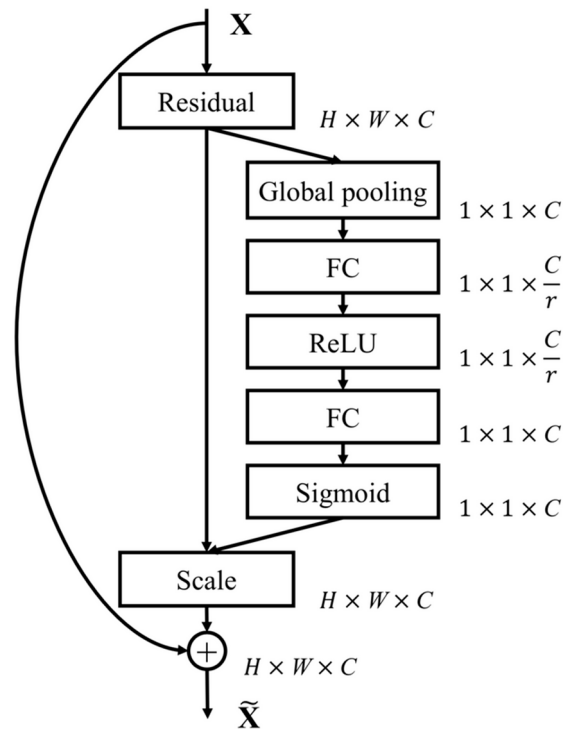 X
Residual
H × W × C
Global pooling
1 × 1 × C
FC
1 × 1 × C/r
ReLU
1 × 1 × C/r
FC
1 × 1 × C
Sigmoid
1 × 1 × C
Scale
H × W × C
+
H × W × C
X̃